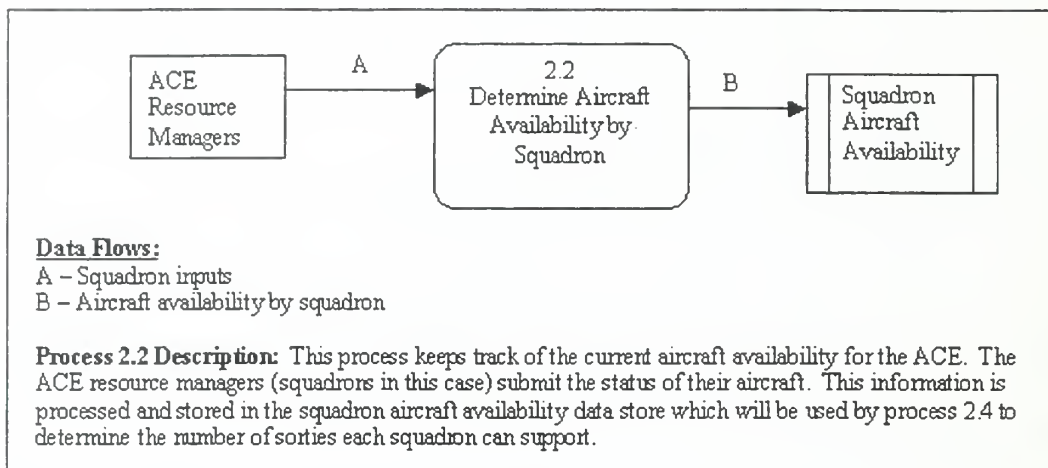 A
B
ACE
Resource
Managers
2.2
Determine Aircraft
Availability by
Squadron
Squadron
Aircraft
Availability
Data Flows:
A – Squadron inputs
B – Aircraft availability by squadron
Process 2.2 Description: This process keeps track of the current aircraft availability for the ACE. The
ACE resource managers (squadrons in this case) submit the status of their aircraft. This information is
processed and stored in the squadron aircraft availability data store which will be used by process 2.4 to
determine the number of sorties each squadron can support.